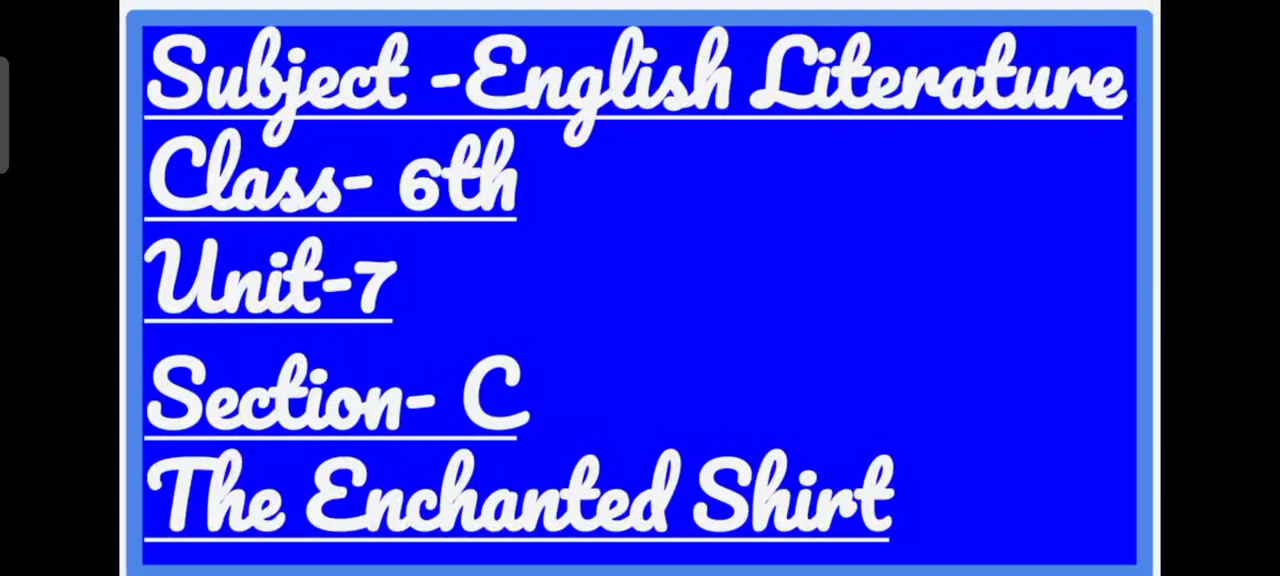 Subject -English Literature
Class- 6th
Unit-7
Section- C
The Enchanted Shirt